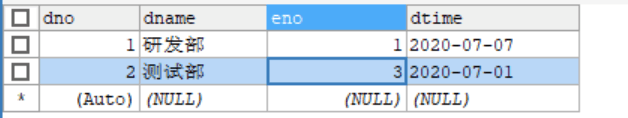 dno dname eno dtime
1 研发部 1 2020-07-07
2 测试部 3 2020-07-01
* (Auto) (NULL) (NULL) (NULL)